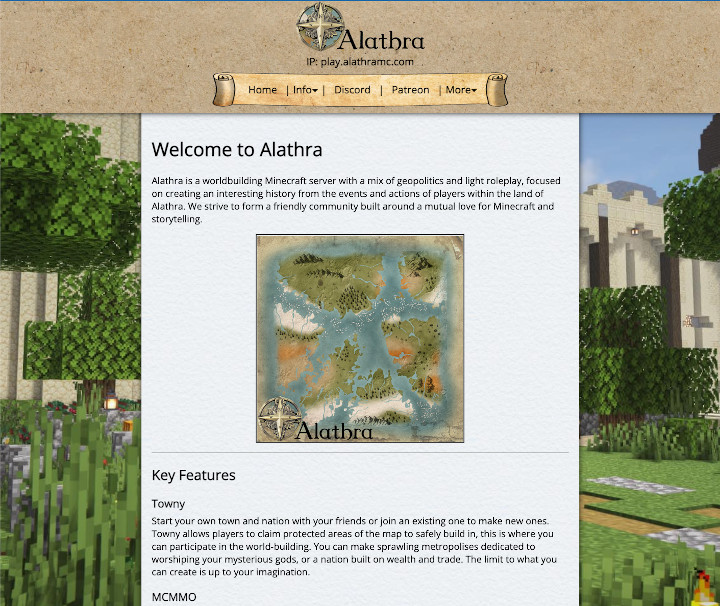 Alathra
IP: play.alathramc.com
Home | Info | Discord | Patreon | More
Welcome to Alathra
Alathra is a worldbuilding Minecraft server with a mix of geopolitics and light roleplay, focused
on creating an interesting history from the events and actions of players within the land of
Alathra. We strive to form a friendly community built around a mutual love for Minecraft and
storytelling.
Alathra
Key Features
Towny
Start your own town and nation with your friends or join an existing one to make new ones.
Towny allows players to claim protected areas of the map to safely build in, this is where you
can participate in the world-building. You can make sprawling metropolises dedicated to
worshiping your mysterious gods, or a nation built on wealth and trade. The limit to what you
can create is up to your imagination.
MCMMO